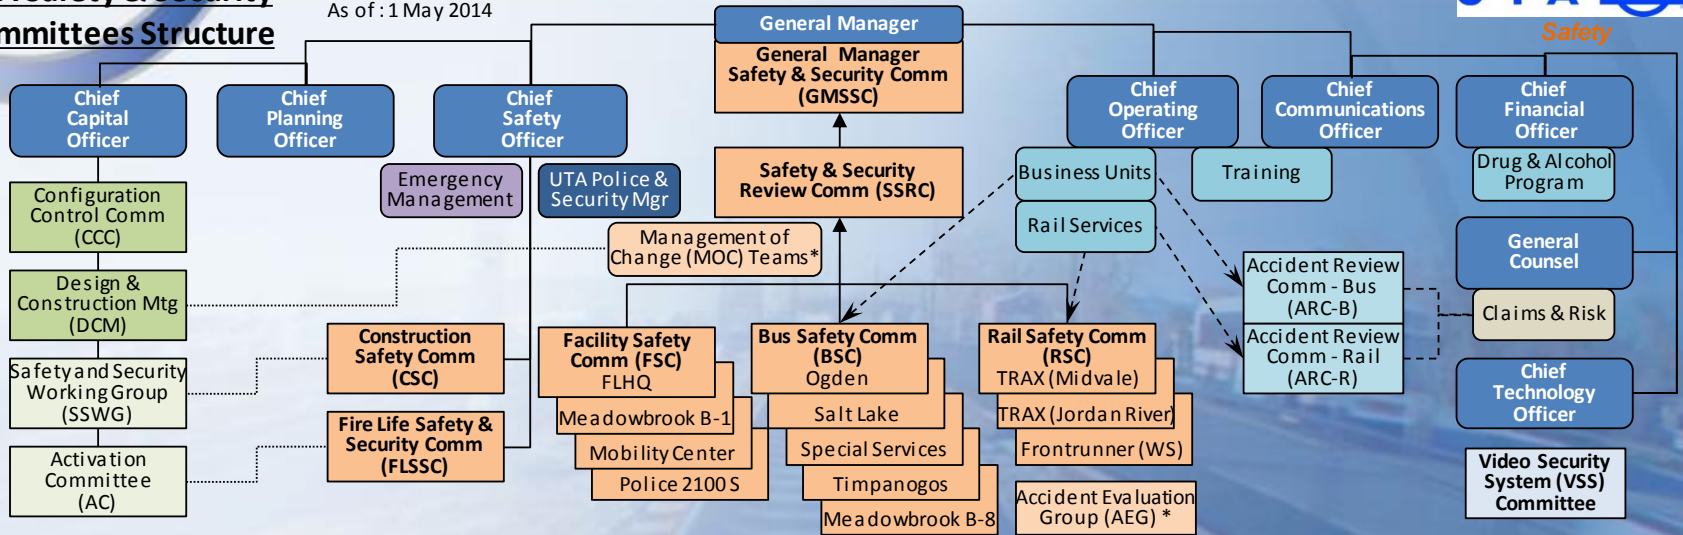 Safety & Security
Committees Structure
As of : 1 May 2014
General Manager
General Manager
Safety & Security Comm
(GMSSC)
Safety
Chief
Capital
Officer
Chief
Planning
Officer
Chief
Safety
Officer
Chief
Operating
Officer
Chief
Communications
Officer
Chief
Financial
Officer
Emergency
Management
UTA Police &
Security Mgr
Safety & Security
Review Comm (SSRC)
Business Units
Training
Drug & Alcohol
Program
Rail Services
Configuration
Control Comm
(CCC)
Management of
Change (MOC) Teams*
General
Counsel
Design &
Construction Mtg
(DCM)
Accident Review
Comm - Bus
(ARC-B)
Claims & Risk
Construction
Safety Comm
(CSC)
Facility Safety
Comm (FSC)
FLHQ
Meadowbrook B-1
Mobility Center
Police 2100 S
Bus Safety Comm
(BSC)
Ogden
Salt Lake
Special Services
Timpanogos
Meadowbrook B-8
Rail Safety Comm
(RSC)
TRAX (Midvale)
TRAX (Jordan River)
Frontrunner (WS)
Accident Review
Comm - Rail
(ARC-R)
Safety and Security
Working Group
(SSWG)
Chief
Technology
Officer
Fire Life Safety &
Security Comm
(FLSSC)
Activation
Committee
(AC)
Accident Evaluation
Group (AEG) *
Video Security
System (VSS)
Committee